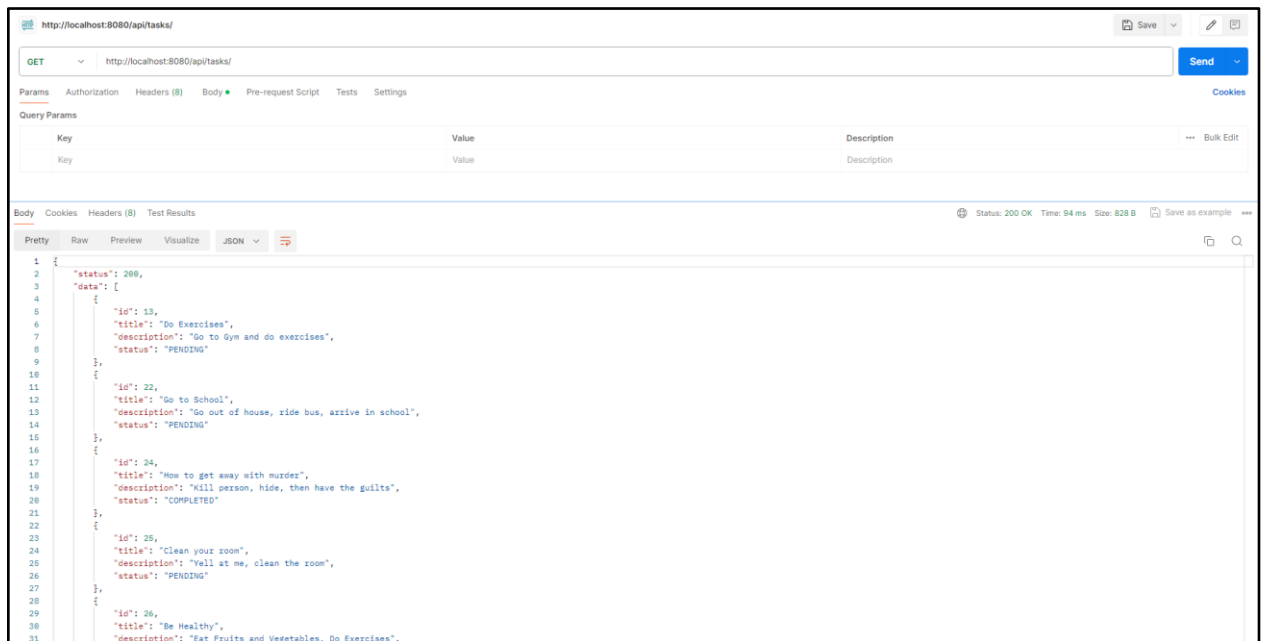 http://localhost:8080/api/tasks/
Save
GET http://localhost:8080/api/tasks/ Send
Params Authorization Headers (8) Body Pre-request Script Tests Settings Cookies
Query Params
Key Value Description ••• Bulk Edit
Key Value Description
Body Cookies Headers (8) Test Results Status: 200 OK Time: 94 ms Size: 828 B Save as example •••
Pretty Raw Preview Visualize JSON
1 {
2 "status": 200,
3 "data": [
4 {
5 "id": 13,
6 "title": "Do Exercises",
7 "description": "Go to Gym and do exercises",
8 "status": "PENDING"
9 },
10 {
11 "id": 22,
12 "title": "Go to School",
13 "description": "Go out of house, ride bus, arrive in school",
14 "status": "PENDING"
15 },
16 {
17 "id": 24,
18 "title": "How to get away with murder",
19 "description": "Kill person, hide, then have the guilts",
20 "status": "COMPLETED"
21 },
22 {
23 "id": 25,
24 "title": "Clean your room",
25 "description": "Yell at me, clean the room",
26 "status": "PENDING"
27 },
28 {
29 "id": 26,
30 "title": "Be Healthy",
31 "description": "Eat Fruits and Vegetables, Do Exercises",